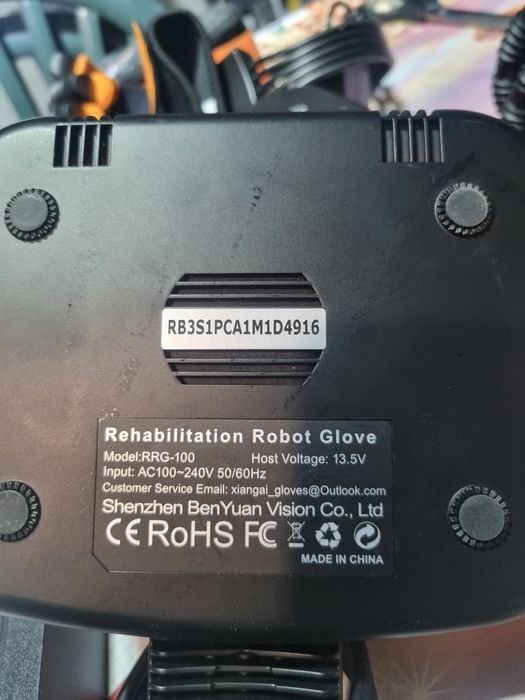 RB3S1PCA1M1D4916
Rehabilitation Robot Glove
Model:RRG-100 Host Voltage: 13.5V
Input: AC100~240V 50/60Hz
Customer Service Email: xiangai_gloves@Outlook.com
Shenzhen BenYuan Vision Co., Ltd
CE RoHS FC
MADE IN CHINA